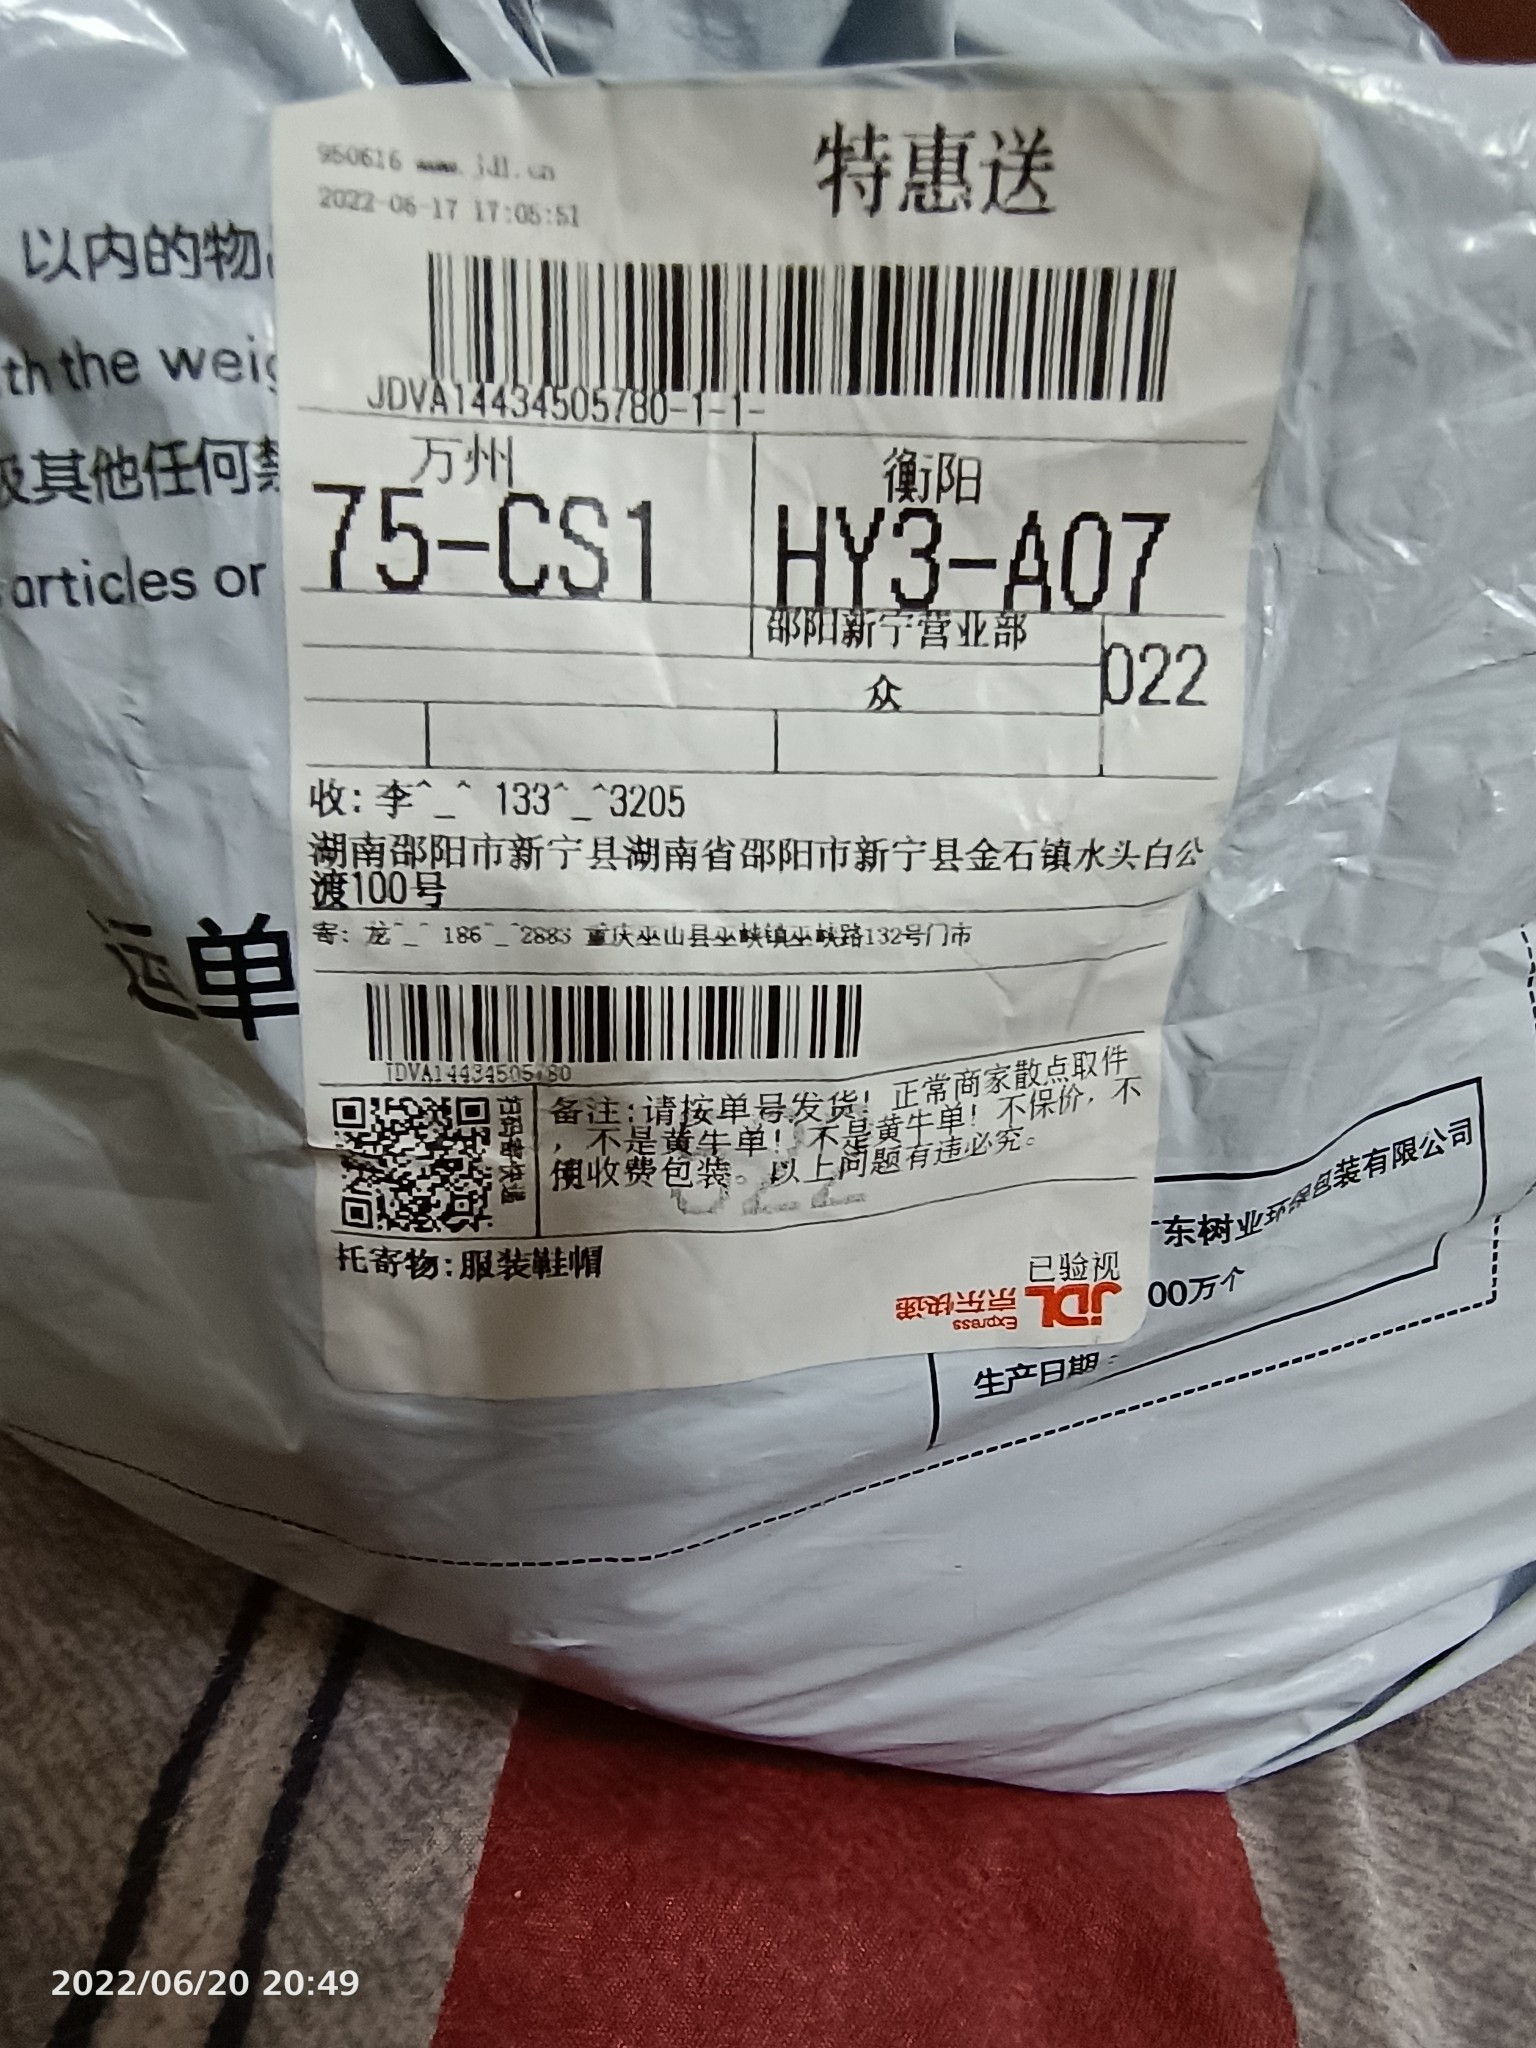 特惠送
950616 www.jdl.cn
2022-06-17 17:05:51
以内的物
th the weig
及其他任何禁
articles or
运单
JDVA14434505780-1-1-
万州
衡阳
75-CS1
HY3-A07
邵阳新宁营业部
022
众
收: 李^_^ 133^_^3205
湖南邵阳市新宁县湖南省邵阳市新宁县金石镇水头白公
渡100号
寄: 龙^_^ 186^_^2883 重庆巫山县巫峡镇巫峡路132号门市
JDVA14434505780
备注:请按单号发货! 正常商家散点取件
, 不是黄牛单! 不是黄牛单! 不保价, 不
使收费包装。以上问题有违必究。
022
托寄物:服装鞋帽
已验视
JDL 京东快递
Express
东树业环保包装有限公司
00万个
生产日期:
2022/06/20 20:49